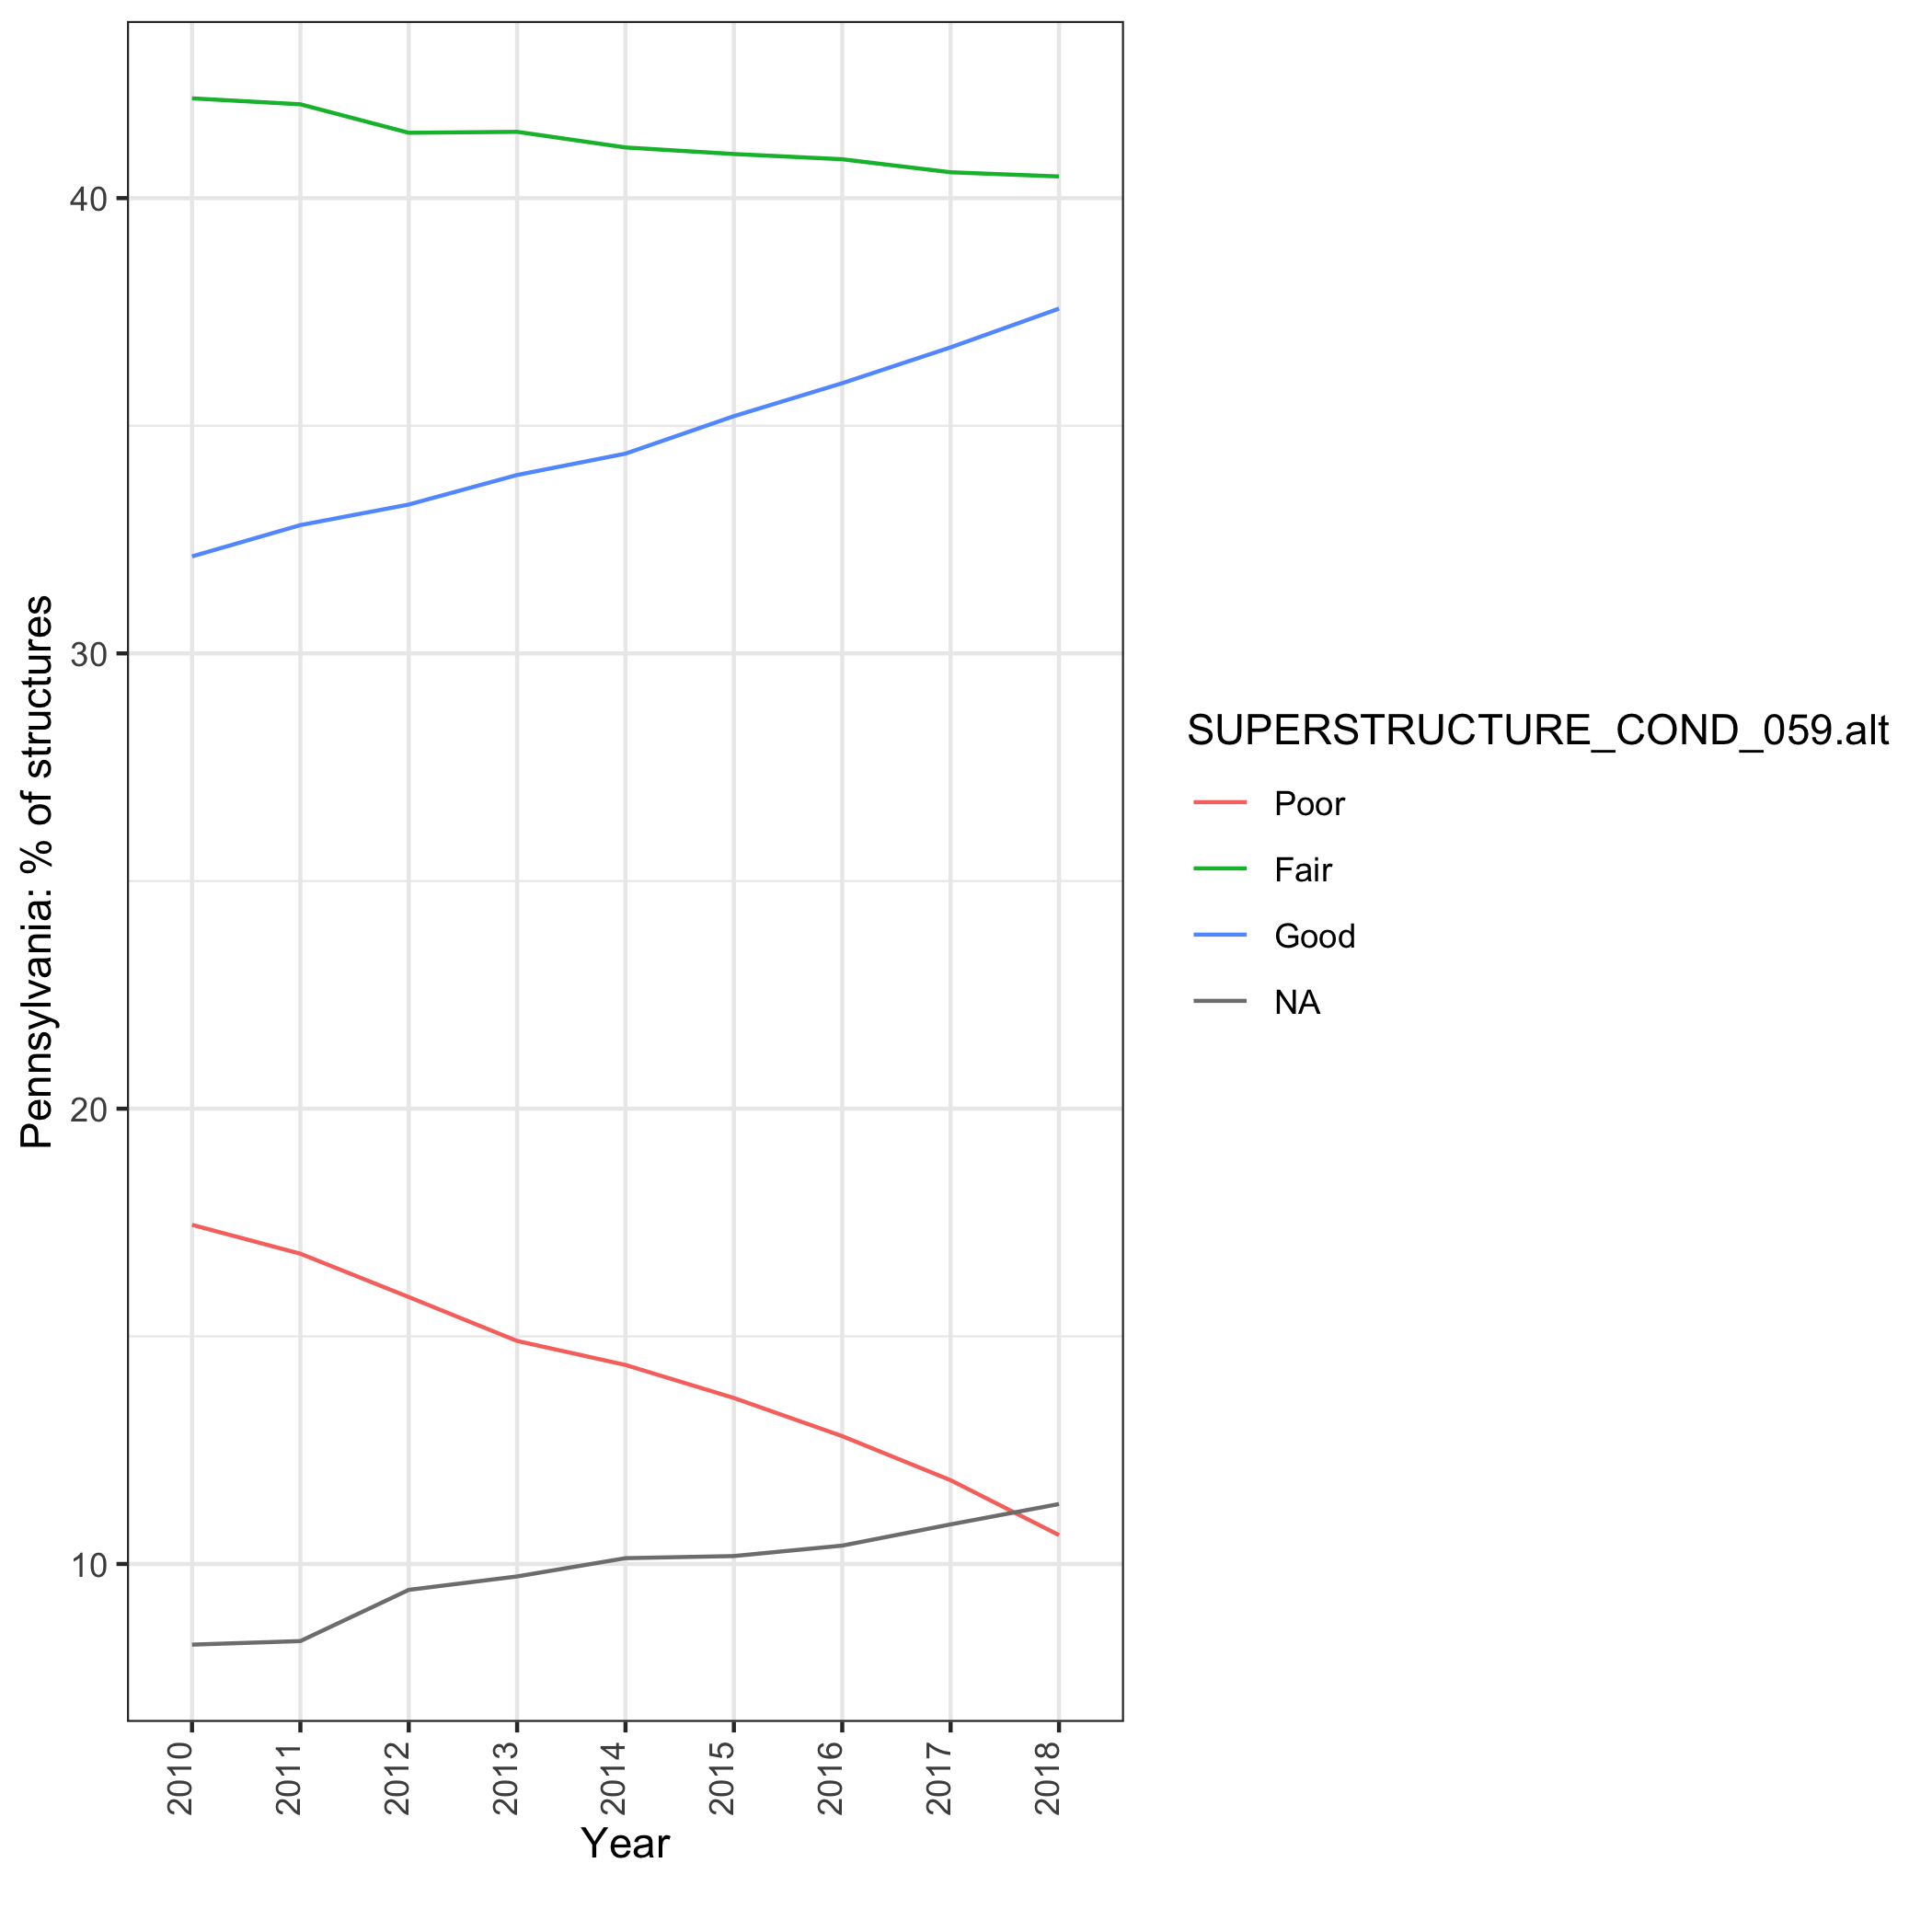 Pennsylvania: % of structures
40
30
20
10
2010
2011
2012
2013
2014
2015
2016
2017
2018
Year
SUPERSTRUCTURE_COND_059.alt
Poor
Fair
Good
NA